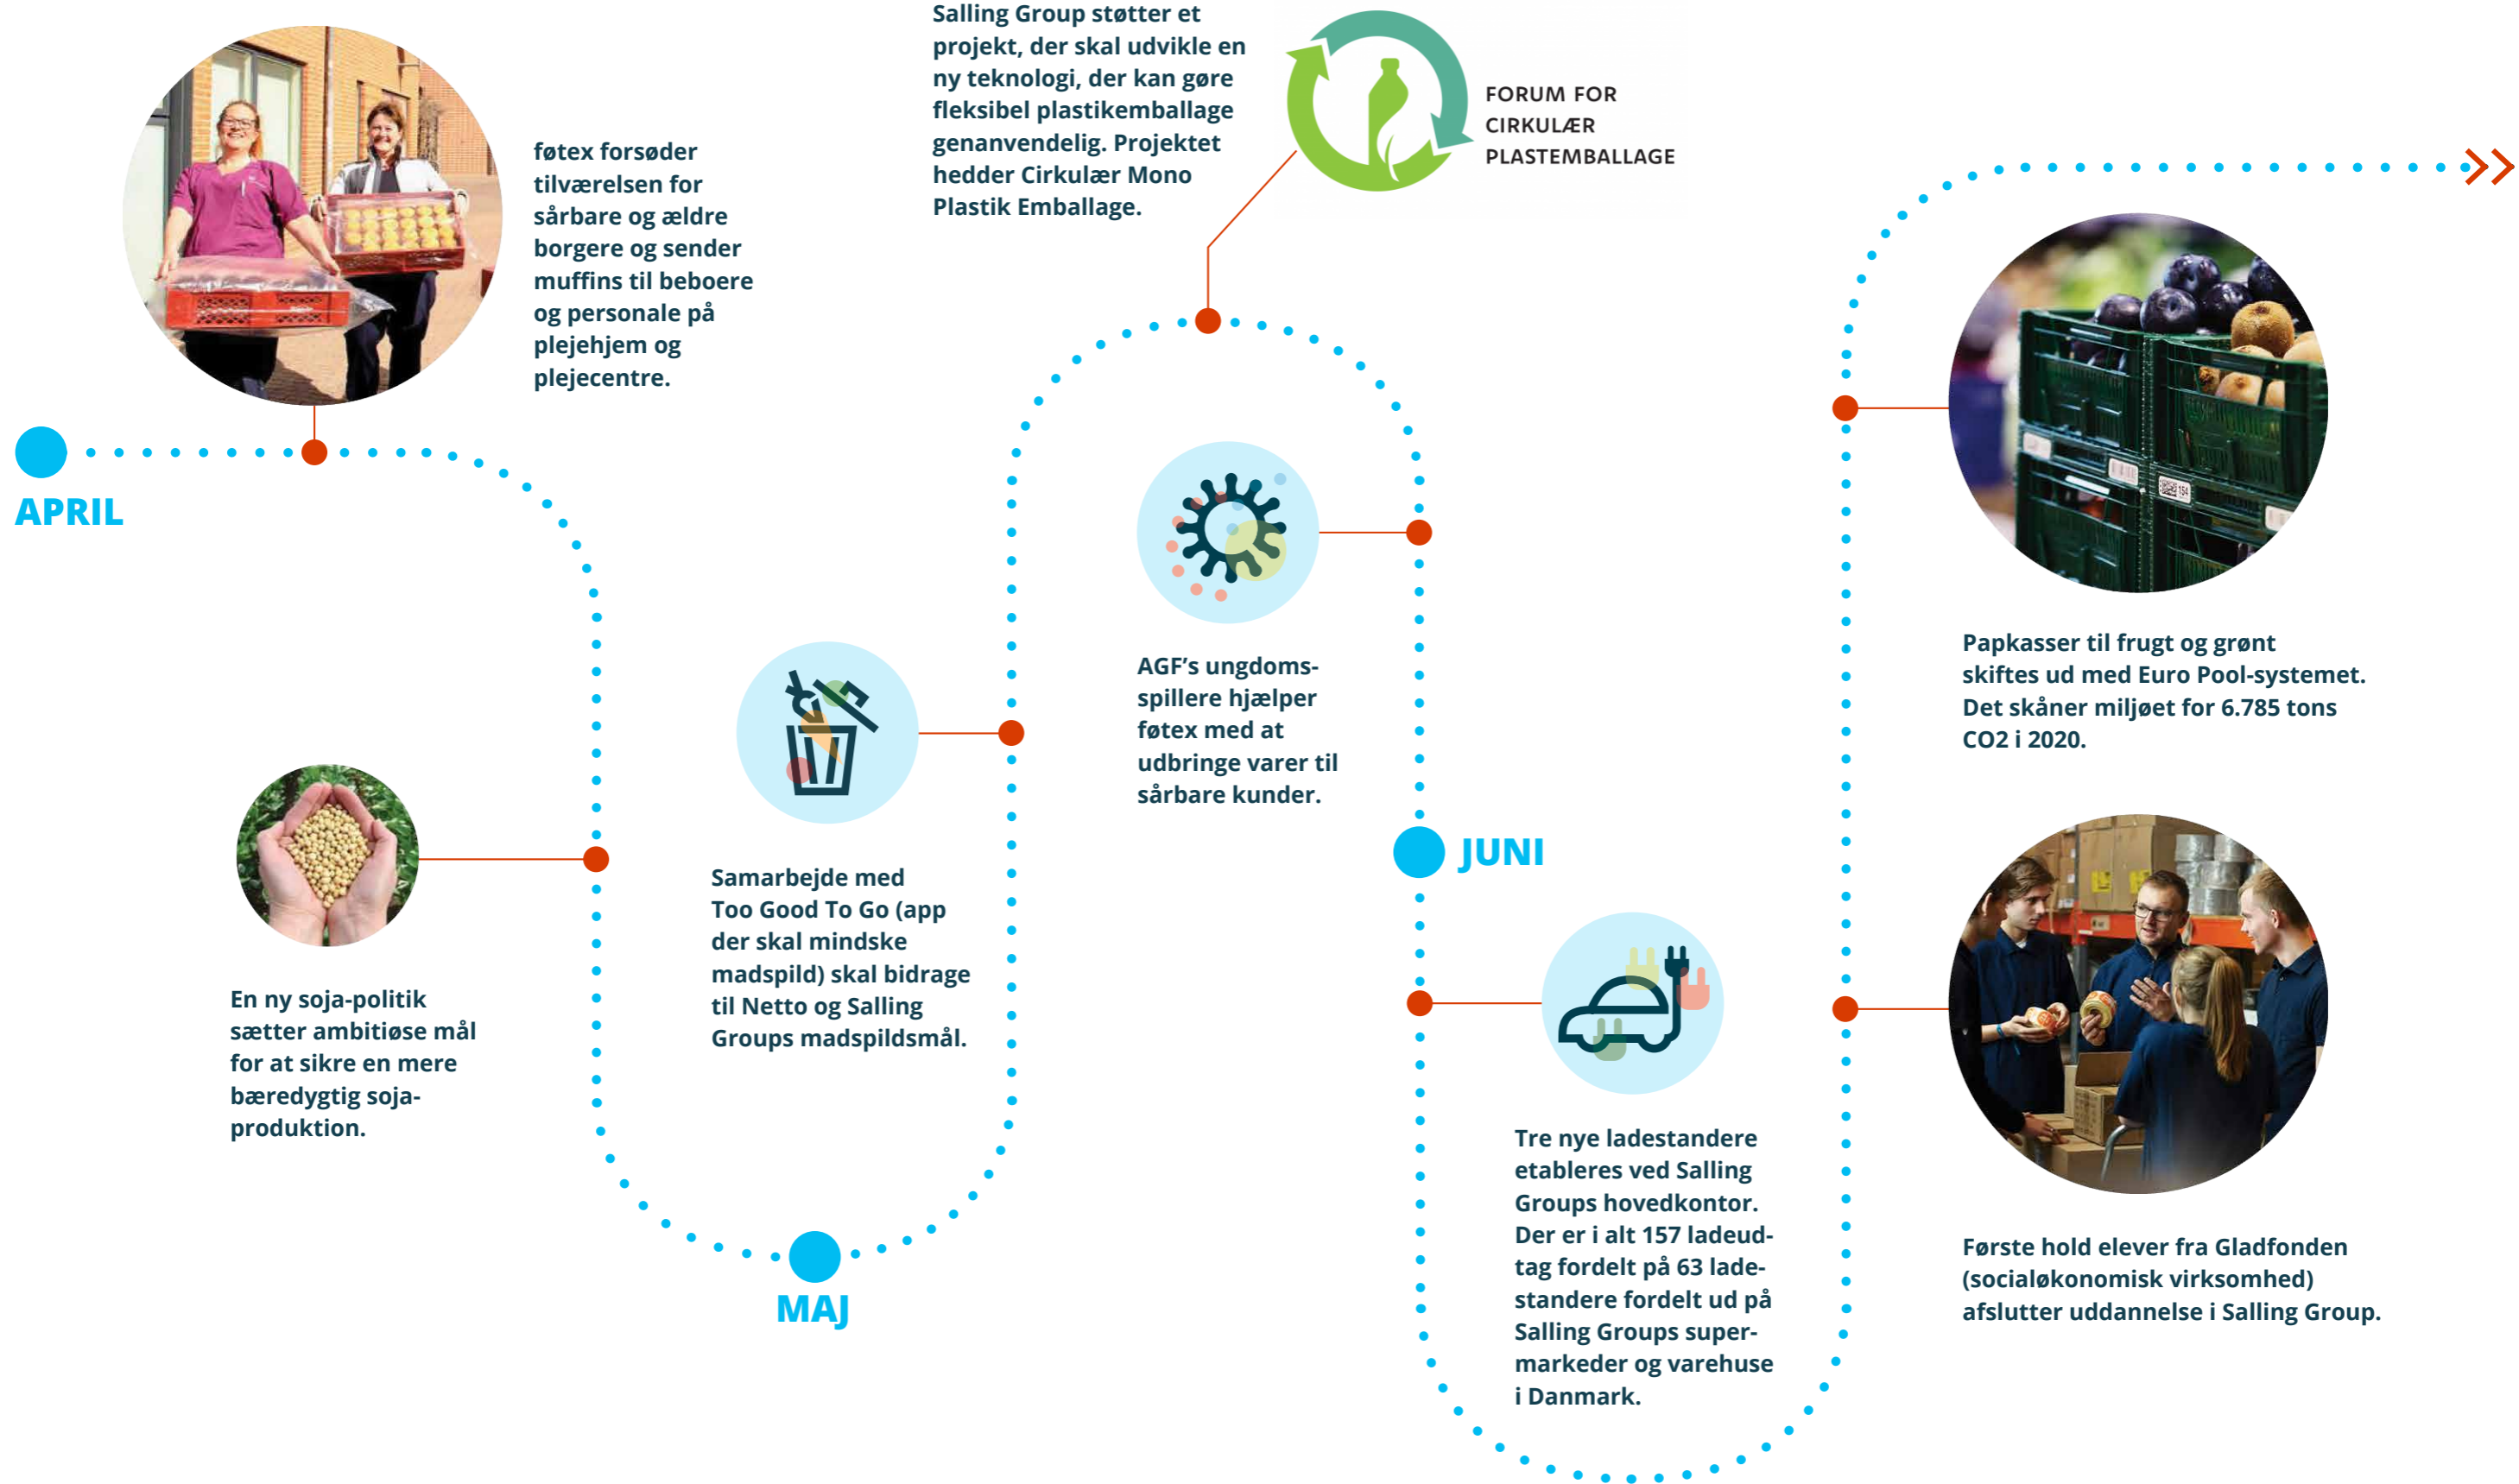 føtex forsøder
tilværelsen for
sårbare og ældre
borgere og sender
muffins til beboere
og personale på
plejehjem og
plejecentre.
APRIL
En ny soja-politik
sætter ambitiøse mål
for at sikre en mere
bæredygtig soja-
produktion.
MAJ
Samarbejde med
Too Good To Go (app
der skal mindske
madspild) skal bidrage
til Netto og Salling
Groups madspildsmål.
Salling Group støtter et
projekt, der skal udvikle en
ny teknologi, der kan gøre
fleksibel plastikemballage
genanvendelig. Projektet
hedder Cirkulær Mono
Plastik Emballage.
FORUM FOR
CIRKULÆR
PLASTEMBALLAGE
AGF’s ungdoms-
spillere hjælper
føtex med at
udbringe varer til
sårbare kunder.
JUNI
Tre nye ladestandere
etableres ved Salling
Groups hovedkontor.
Der er i alt 157 ladeud-
tag fordelt på 63 lade-
standere fordelt ud på
Salling Groups super-
markeder og varehuse
i Danmark.
Første hold elever fra Gladfonden
(socialøkonomisk virksomhed)
afslutter uddannelse i Salling Group.
Papkasser til frugt og grønt
skiftes ud med Euro Pool-systemet.
Det skåner miljøet for 6.785 tons
CO2 i 2020.
154